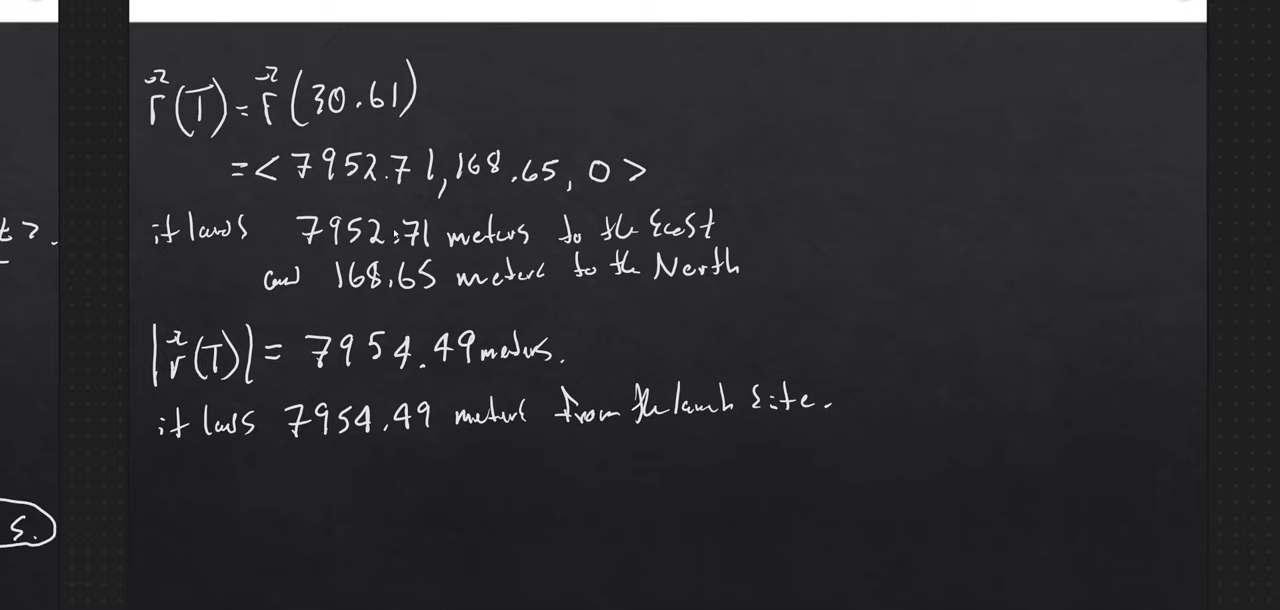 r⃗(T) = r⃗(30.61)
= < 7952.71, 168.65, 0 >
it lands 7952.71 meters to the East
and 168.65 meters to the North
|r⃗(T)| = 7954.49 meters.
it lands 7954.49 meters from the launch site.
t>.
s.